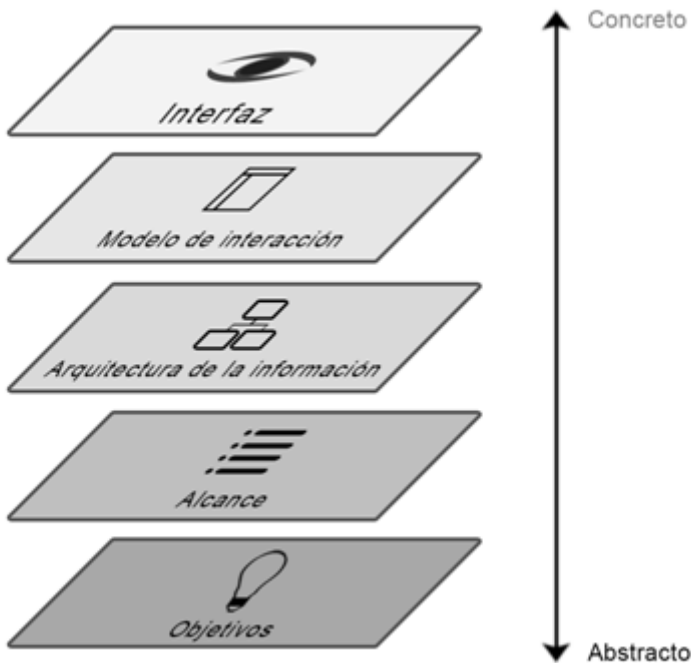 Concreto
Interfaz
Modelo de interacción
Arquitectura de la información
Alcance
Objetivos
Abstracto